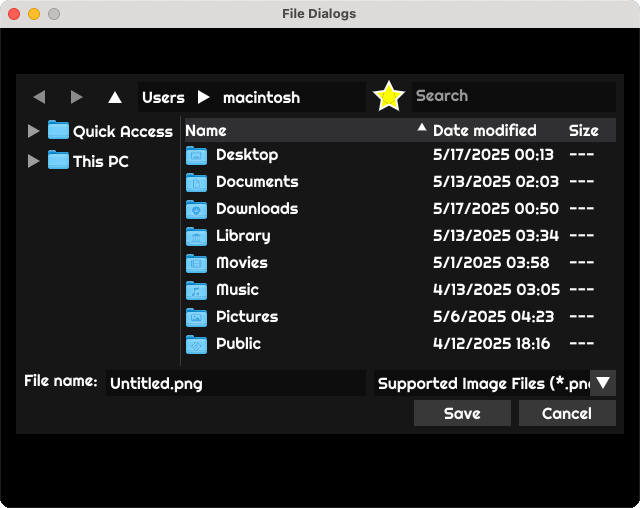 File Dialogs
Users macintosh Search
Quick Access
This PC
Name Date modified Size
Desktop 5/17/2025 00:13 ---
Documents 5/13/2025 02:03 ---
Downloads 5/17/2025 00:50 ---
Library 5/13/2025 03:34 ---
Movies 5/1/2025 03:58 ---
Music 4/13/2025 03:05 ---
Pictures 5/6/2025 04:23 ---
Public 4/12/2025 18:16 ---
File name: Untitled.png Supported Image Files (*.png
Save Cancel